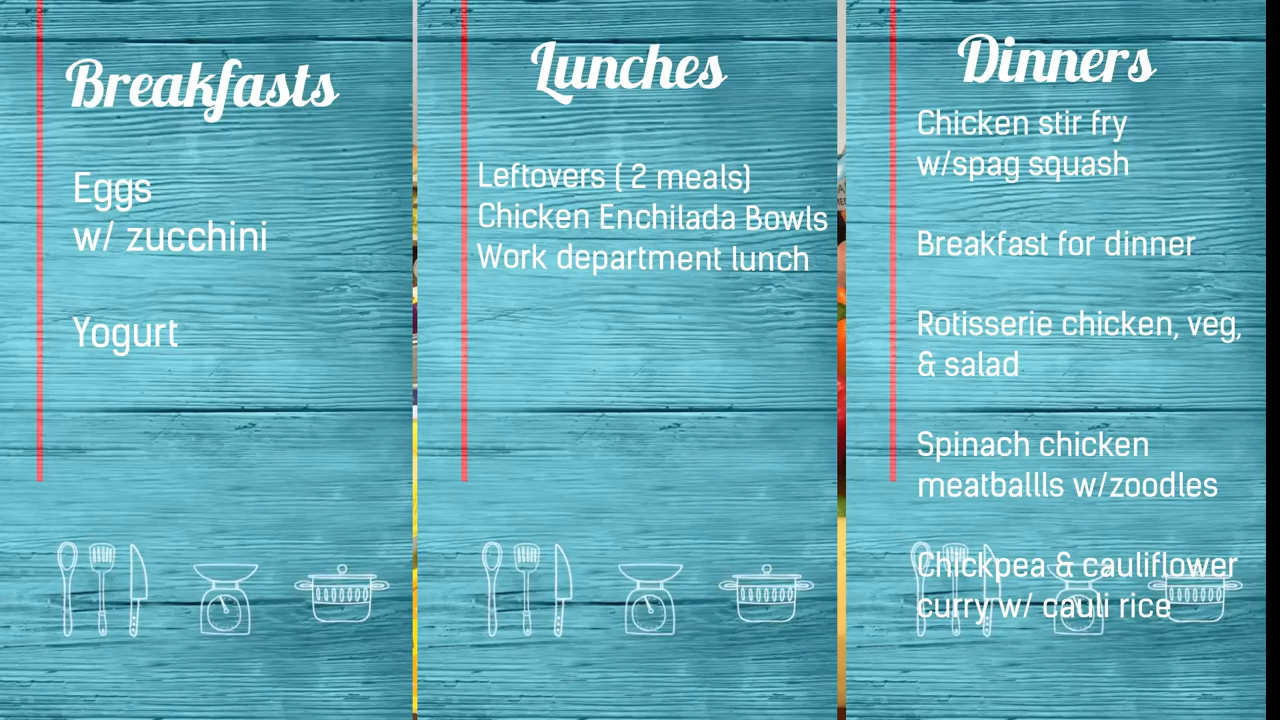 Breakfasts
Eggs
w/ zucchini
Yogurt
Lunches
Leftovers ( 2 meals)
Chicken Enchilada Bowls
Work department lunch
Dinners
Chicken stir fry
w/spag squash
Breakfast for dinner
Rotisserie chicken, veg,
& salad
Spinach chicken
meatballls w/zoodles
Chickpea & cauliflower
curry w/ cauli rice